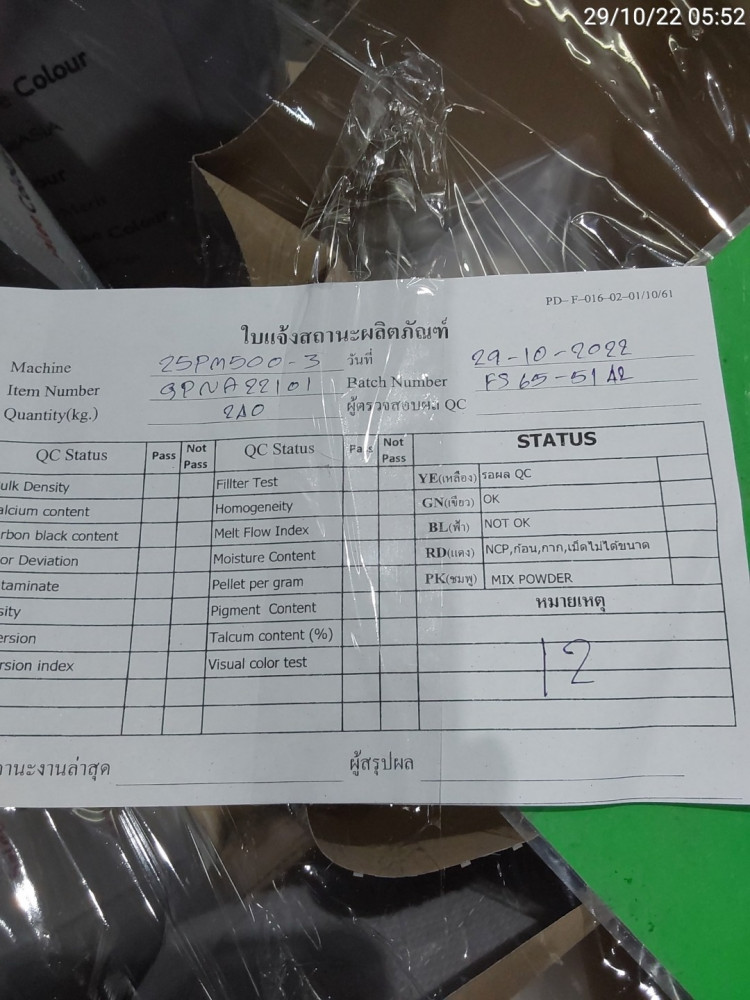 29/10/22 05:52
Colour
PD-F-016-02-01/10/61
ใบแจ้งสถานะผลิตภัณฑ์
Machine 25PM500-3 วันที่ 29-10-2022
Item Number 9PNA22101 Batch Number FS65-5142
Quantity(kg.) 240 ผู้ตรวจสอบผล QC
QC Status Pass Not Pass QC Status Pass Not Pass STATUS
ulk Density Fillter Test YE(เหลือง) รอผล QC
alcium content Homogeneity GN(เขียว) OK
rbon black content Melt Flow Index BL(ฟ้า) NOT OK
or Deviation Moisture Content RD(แดง) NCP,ก้อน,กาก,เม็ดไม่ได้ขนาด
taminate Pellet per gram PK(ชมพู) MIX POWDER
sity Pigment Content หมายเหตุ
ersion Talcum content (%)
rsion index Visual color test
12
านะงานล่าสุด ผู้สรุปผล